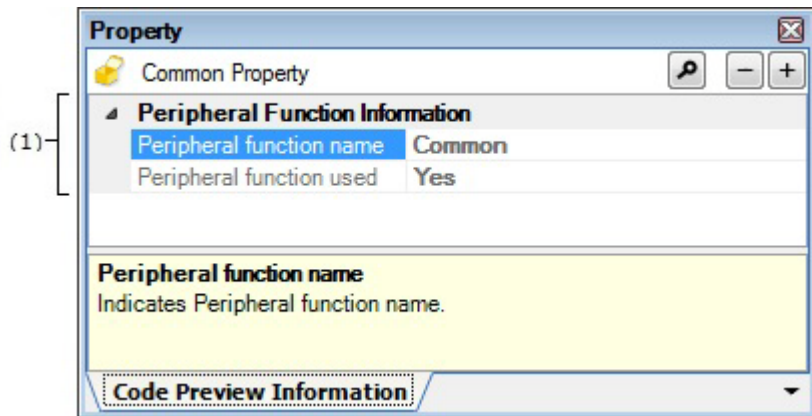 Property
Common Property
(1)
Peripheral Function Information
Peripheral function name Common
Peripheral function used Yes
Peripheral function name
Indicates Peripheral function name.
Code Preview Information